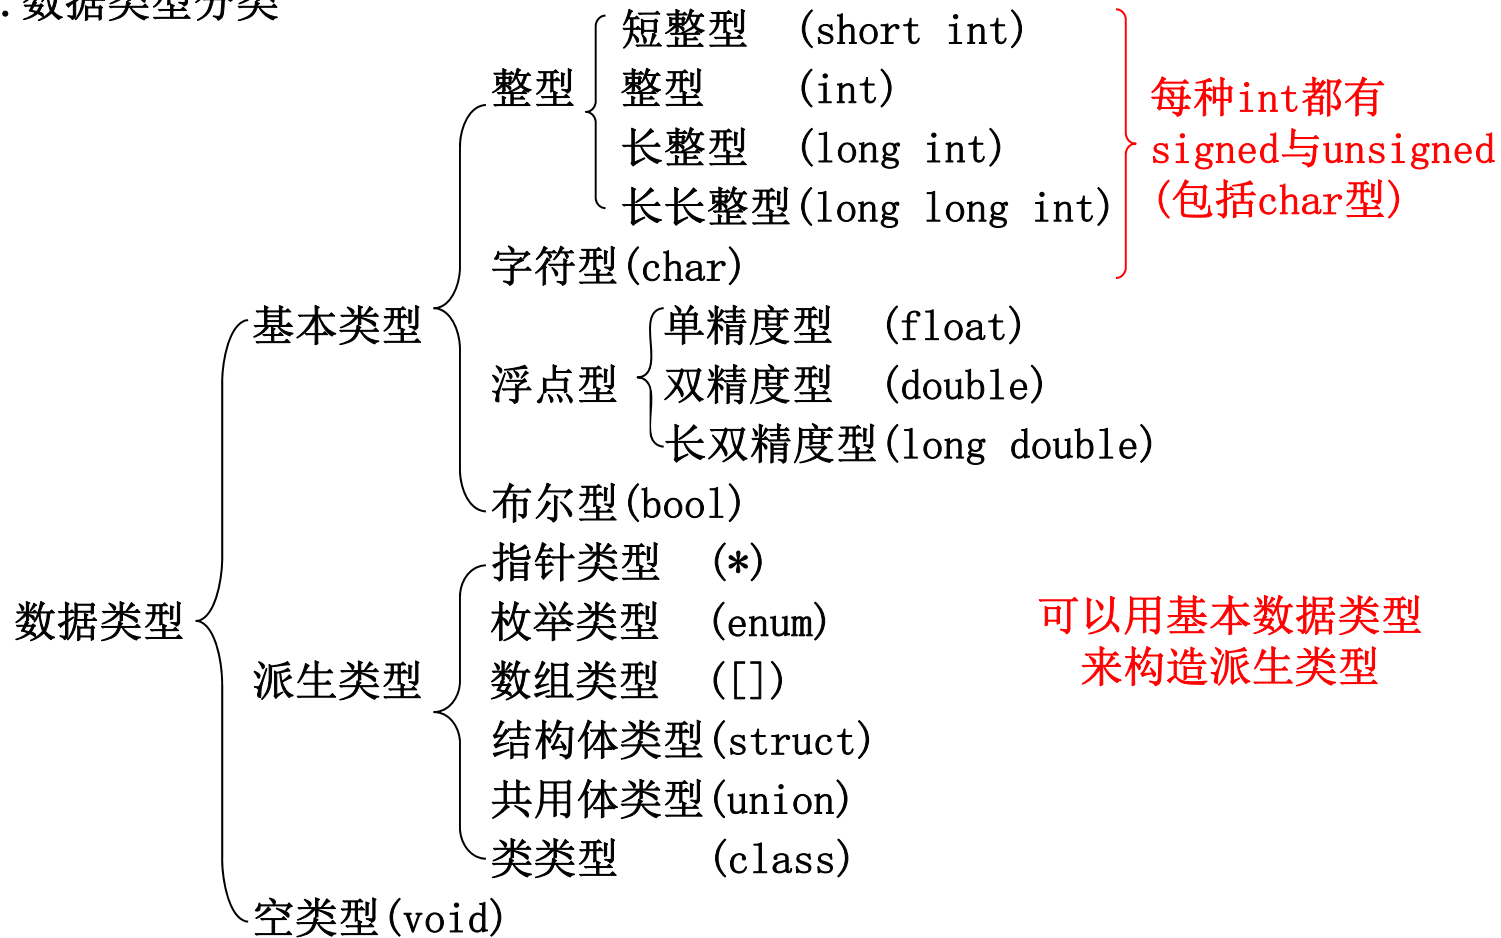 .数据类型分类
短整型 (short int)
整型 整型 (int)
长整型 (long int)
长长整型(long long int)
每种int都有
signed与unsigned
(包括char型)
字符型(char)
基本类型 单精度型 (float)
浮点型 双精度型 (double)
长双精度型(long double)
布尔型(bool)
指针类型 (*)
数据类型 枚举类型 (enum)
派生类型 数组类型 ([])
结构体类型(struct)
共用体类型(union)
类类型 (class)
可以用基本数据类型
来构造派生类型
空类型(void)